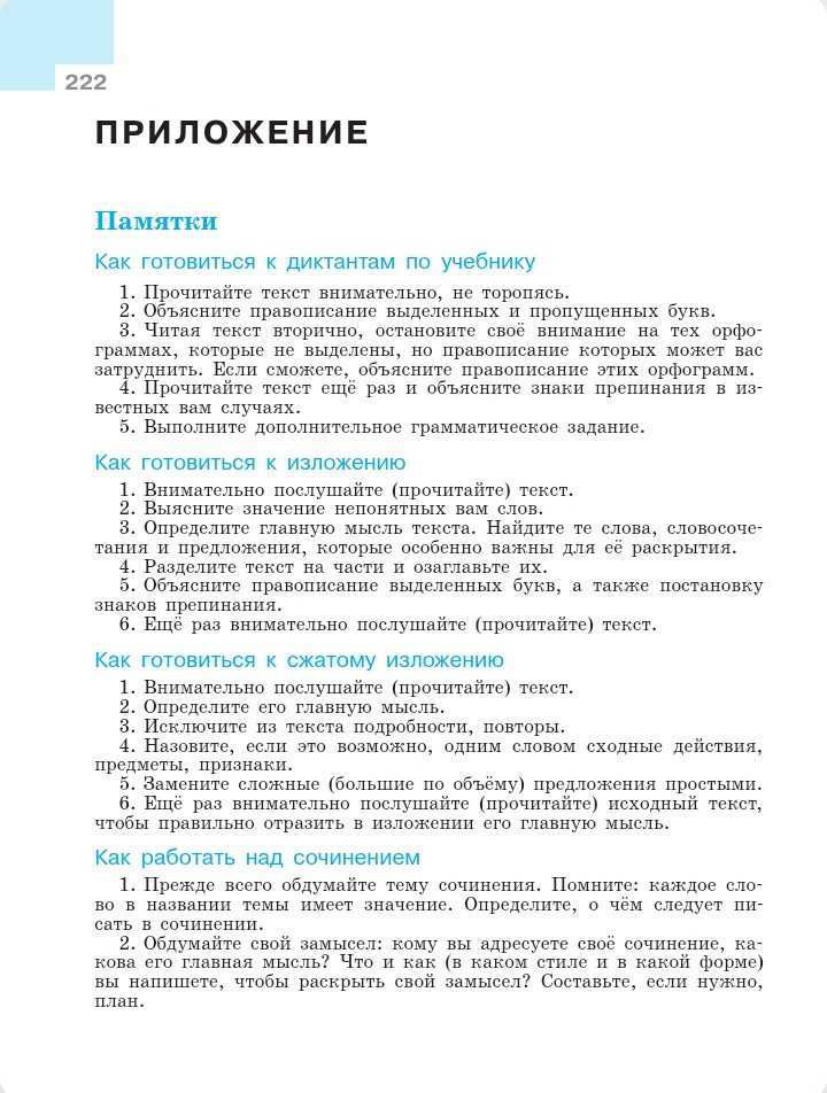 222
ПРИЛОЖЕНИЕ
Памятки
Как готовиться к диктантам по учебнику
1. Прочитайте текст внимательно, не торопясь.
2. Объясните правописание выделенных и пропущенных букв.
3. Читая текст вторично, остановите своё внимание на тех орфо-
граммах, которые не выделены, но правописание которых может вас
затруднить. Если сможете, объясните правописание этих орфограмм.
4. Прочитайте текст ещё раз и объясните знаки препинания в из-
вестных вам случаях.
5. Выполните дополнительное грамматическое задание.
Как готовиться к изложению
1. Внимательно послушайте (прочитайте) текст.
2. Выясните значение непонятных вам слов.
3. Определите главную мысль текста. Найдите те слова, словосоче-
тания и предложения, которые особенно важны для её раскрытия.
4. Разделите текст на части и озаглавьте их.
5. Объясните правописание выделенных букв, а также постановку
знаков препинания.
6. Ещё раз внимательно послушайте (прочитайте) текст.
Как готовиться к сжатому изложению
1. Внимательно послушайте (прочитайте) текст.
2. Определите его главную мысль.
3. Исключите из текста подробности, повторы.
4. Назовите, если это возможно, одним словом сходные действия,
предметы, признаки.
5. Замените сложные (большие по объёму) предложения простыми.
6. Ещё раз внимательно послушайте (прочитайте) исходный текст,
чтобы правильно отразить в изложении его главную мысль.
Как работать над сочинением
1. Прежде всего обдумайте тему сочинения. Помните: каждое сло-
во в названии темы имеет значение. Определите, о чём следует пи-
сать в сочинении.
2. Обдумайте свой замысел: кому вы адресуете своё сочинение, ка-
кова его главная мысль? Что и как (в каком стиле и в какой форме)
вы напишете, чтобы раскрыть свой замысел? Составьте, если нужно,
план.